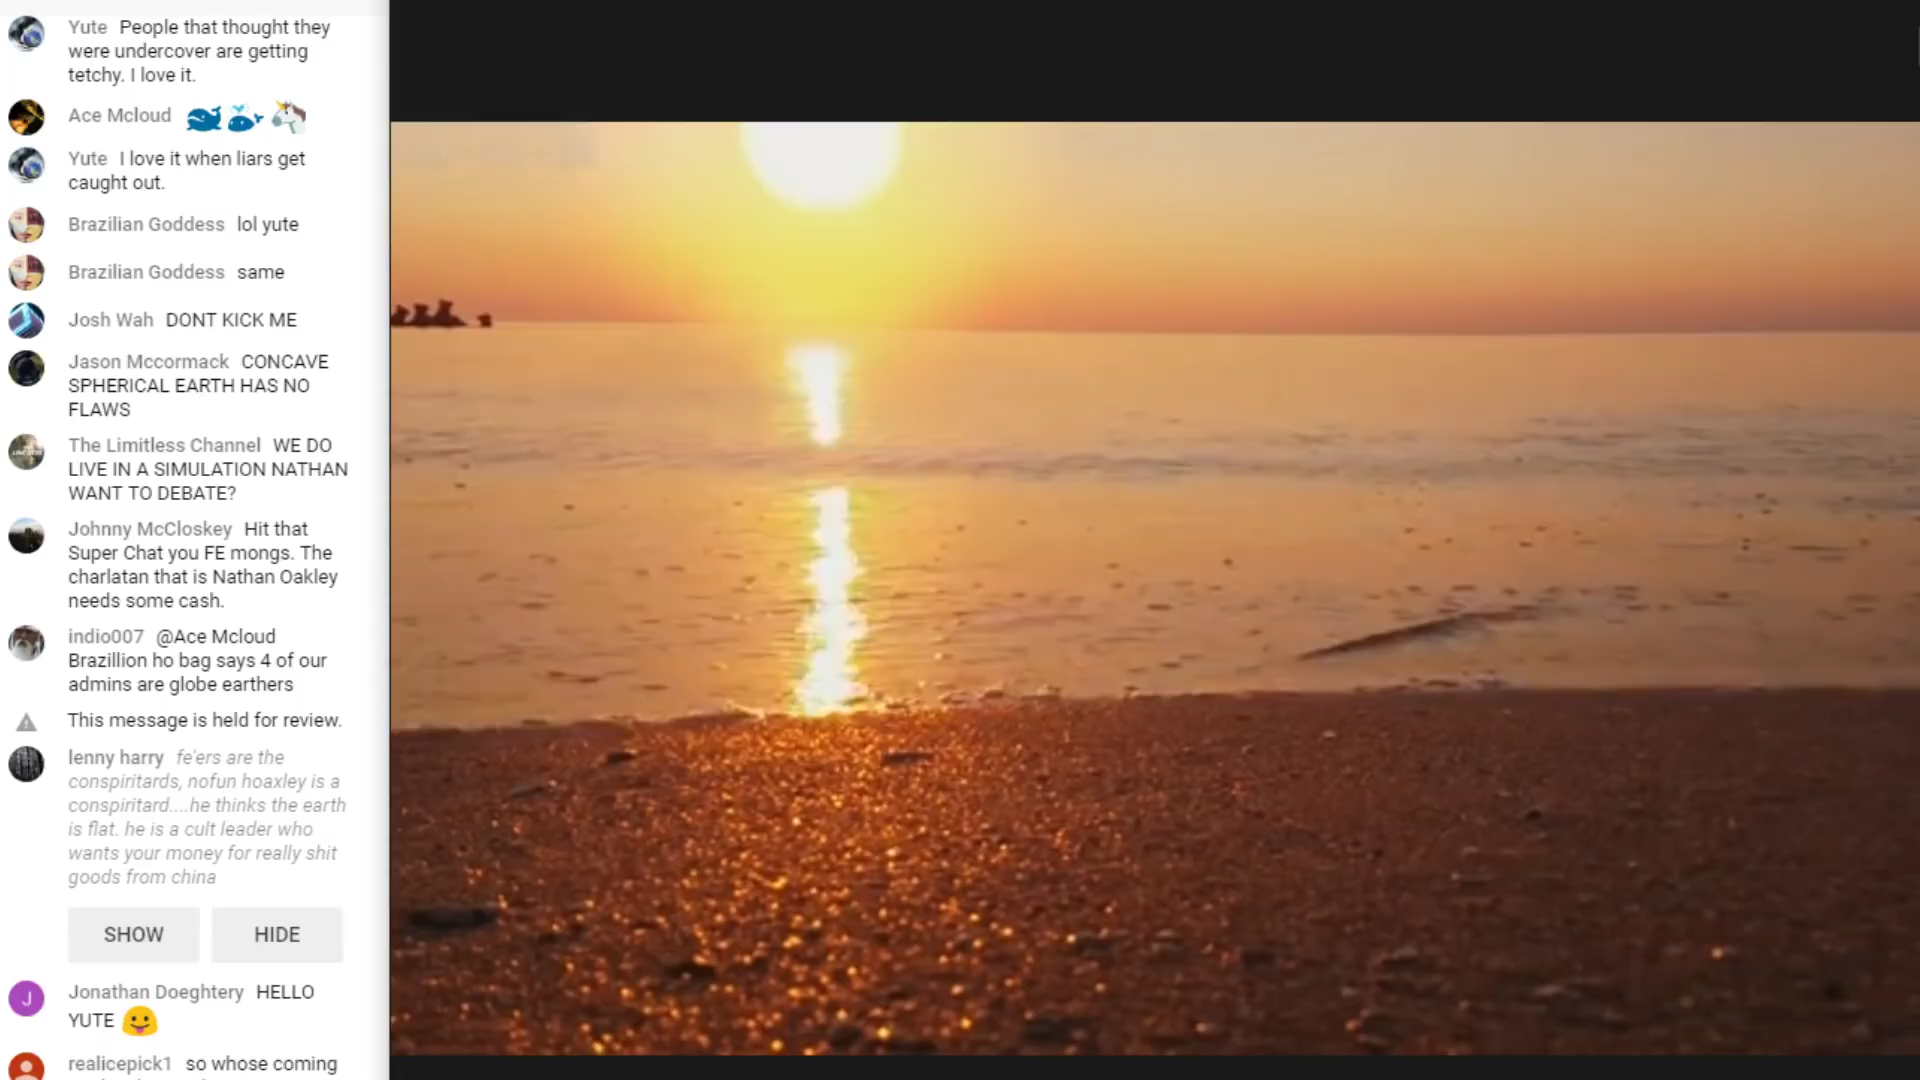 Yute People that thought they
were undercover are getting
tetchy. I love it.
Ace Mcloud
Yute I love it when liars get
caught out.
Brazilian Goddess lol yute
Brazilian Goddess same
Josh Wah DONT KICK ME
Jason Mccormack CONCAVE
SPHERICAL EARTH HAS NO
FLAWS
The Limitless Channel WE DO
LIVE IN A SIMULATION NATHAN
WANT TO DEBATE?
Johnny McCloskey Hit that
Super Chat you FE mongs. The
charlatan that is Nathan Oakley
needs some cash.
indio007 @Ace Mcloud
Brazillion ho bag says 4 of our
admins are globe earthers
This message is held for review.
lenny harry fe'ers are the
conspiritards, nofun hoaxley is a
conspiritard....he thinks the earth
is flat. he is a cult leader who
wants your money for really shit
goods from china
SHOW HIDE
J
Jonathan Doeghtery HELLO
YUTE
realicepick1 so whose coming